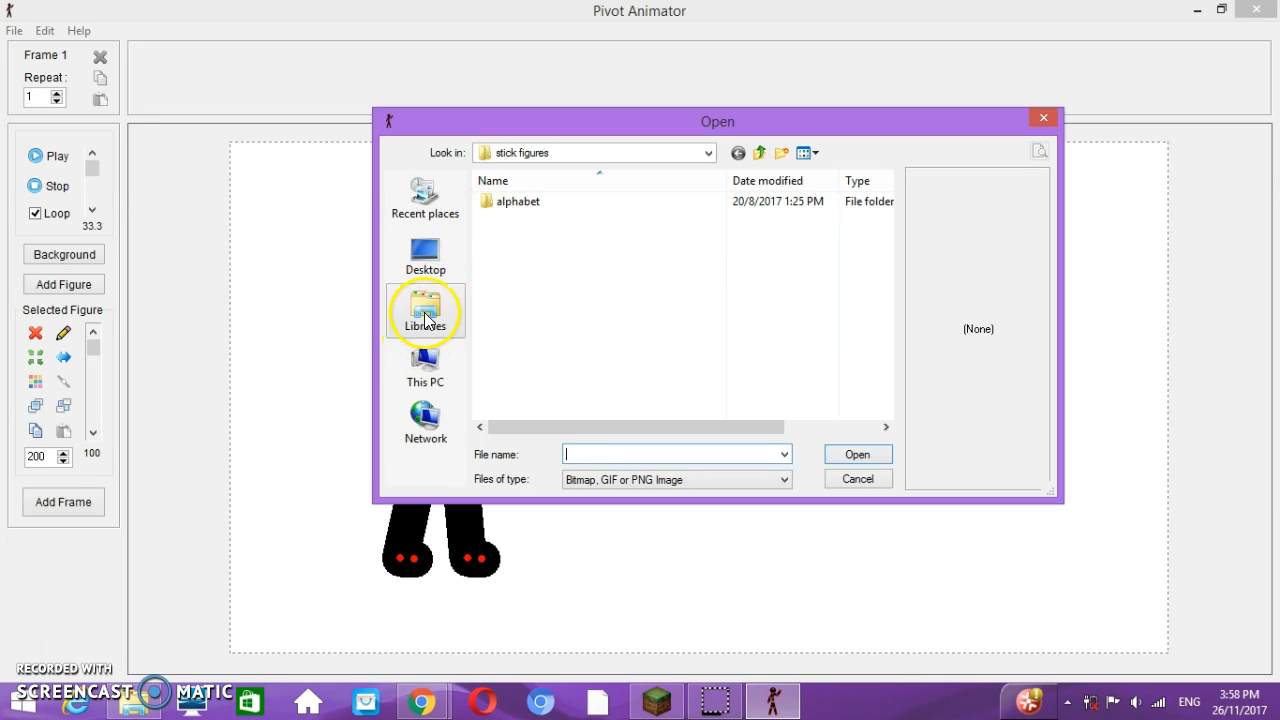 Pivot Animator
File Edit Help
Frame 1
Repeat:
1
Play
Stop
Loop
33.3
Background
Add Figure
Selected Figure
200
100
Add Frame
Open
Look in: stick figures
Name Date modified Type
alphabet 20/8/2017 1:25 PM File folder
Recent places
Desktop
Libraries
This PC
Network
(None)
File name: Open
Files of type: Bitmap, GIF or PNG Image Cancel
RECORDED WITH
SCREENCAST MATIC
ENG
3:58 PM
26/11/2017